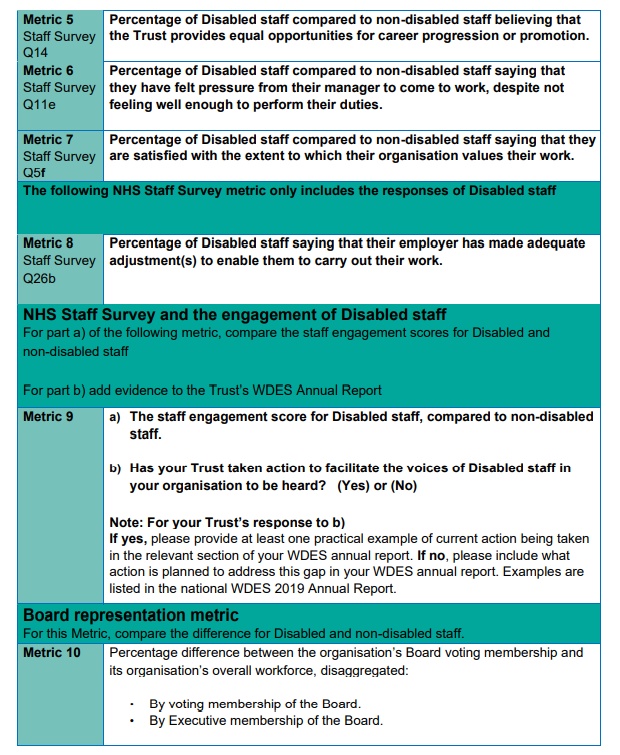 Metric 5
Staff Survey
Q14
Percentage of Disabled staff compared to non-disabled staff believing that
the Trust provides equal opportunities for career progression or promotion.
Metric 6
Staff Survey
Q11e
Percentage of Disabled staff compared to non-disabled staff saying that
they have felt pressure from their manager to come to work, despite not
feeling well enough to perform their duties.
Metric 7
Staff Survey
Q5f
Percentage of Disabled staff compared to non-disabled staff saying that they
are satisfied with the extent to which their organisation values their work.
The following NHS Staff Survey metric only includes the responses of Disabled staff
Metric 8
Staff Survey
Q26b
Percentage of Disabled staff saying that their employer has made adequate
adjustment(s) to enable them to carry out their work.
NHS Staff Survey and the engagement of Disabled staff
For part a) of the following metric, compare the staff engagement scores for Disabled and
non-disabled staff
For part b) add evidence to the Trust's WDES Annual Report
Metric 9
a) The staff engagement score for Disabled staff, compared to non-disabled
staff.
b) Has your Trust taken action to facilitate the voices of Disabled staff in
your organisation to be heard? (Yes) or (No)
Note: For your Trust's response to b)
If yes, please provide at least one practical example of current action being taken
in the relevant section of your WDES annual report. If no, please include what
action is planned to address this gap in your WDES annual report. Examples are
listed in the national WDES 2019 Annual Report.
Board representation metric
For this Metric, compare the difference for Disabled and non-disabled staff.
Metric 10
Percentage difference between the organisation's Board voting membership and
its organisation's overall workforce, disaggregated:
• By voting membership of the Board.
• By Executive membership of the Board.